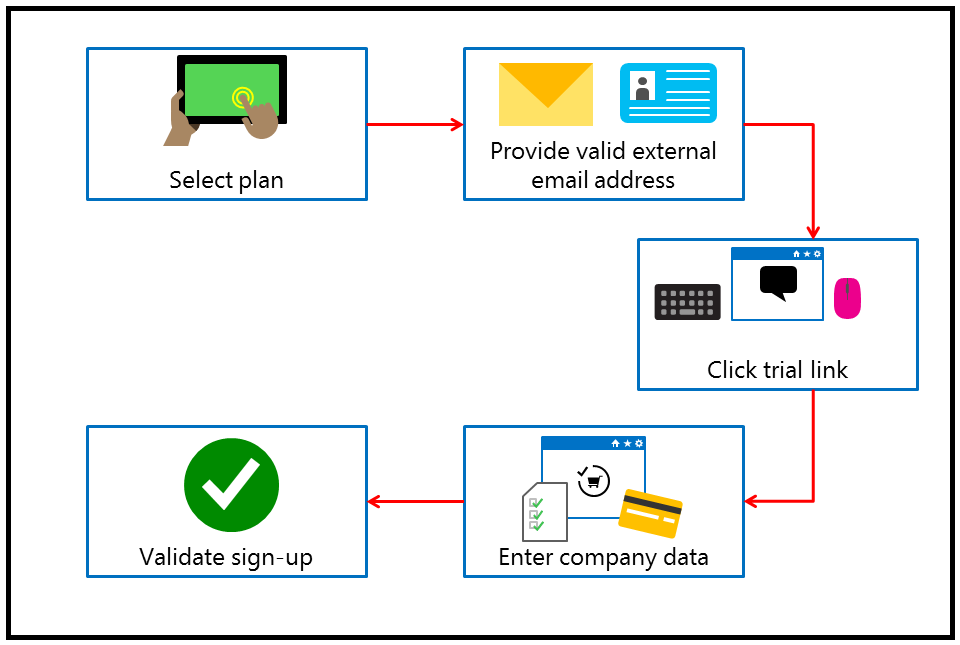 Select plan
Provide valid external
email address
Click trial link
Enter company data
Validate sign-up